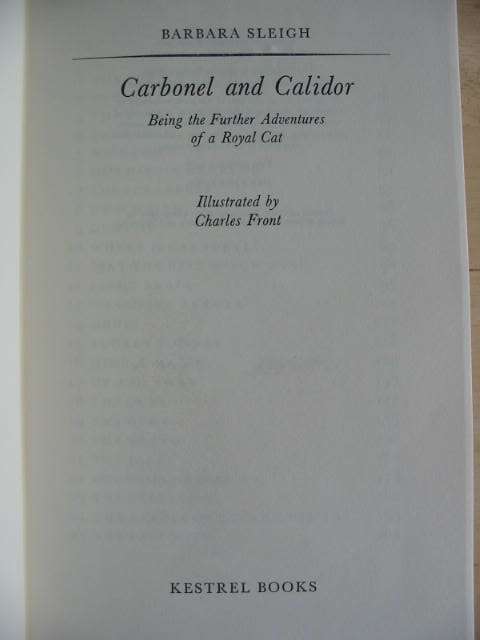 BARBARA SLEIGH
Carbonel and Calidor
Being the Further Adventures
of a Royal Cat
Illustrated by
Charles Front
KESTREL BOOKS